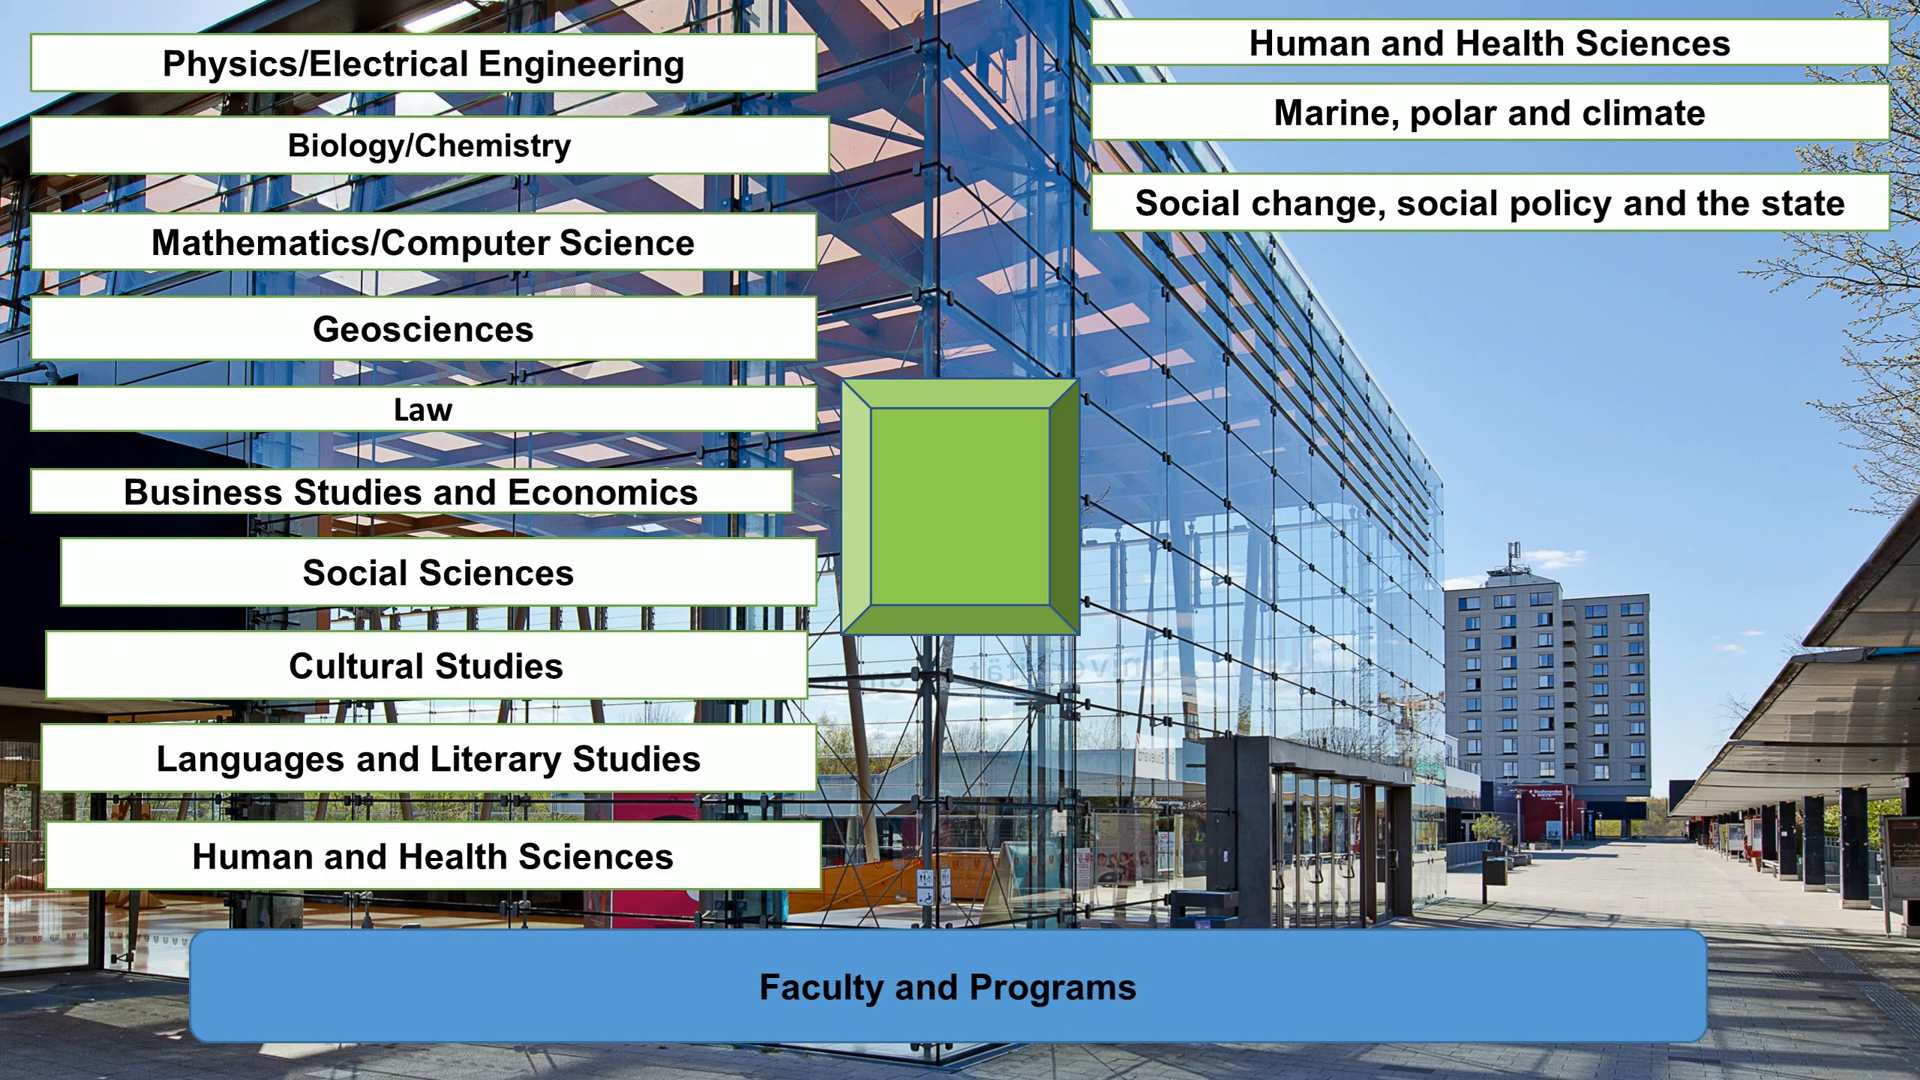 Physics/Electrical Engineering
Biology/Chemistry
Mathematics/Computer Science
Geosciences
Law
Business Studies and Economics
Social Sciences
Cultural Studies
Languages and Literary Studies
Human and Health Sciences
Human and Health Sciences
Marine, polar and climate
Social change, social policy and the state
Faculty and Programs